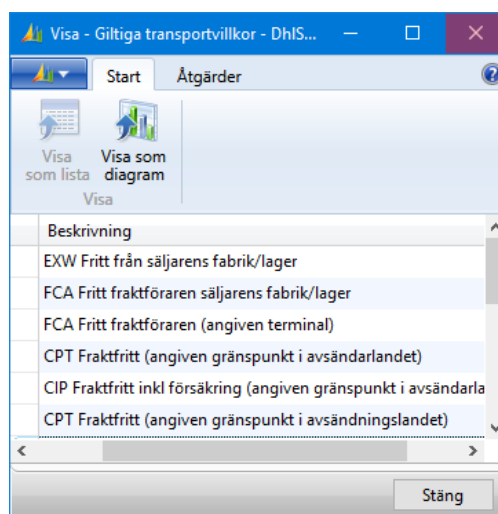 Visa - Giltiga transportvillkor - DhIS...
Start Åtgärder
Visa som lista
Visa som diagram
Visa
Beskrivning
EXW Fritt från säljarens fabrik/lager
FCA Fritt fraktföraren säljarens fabrik/lager
FCA Fritt fraktföraren (angiven terminal)
CPT Fraktfritt (angiven gränspunkt i avsändarlandet)
CIP Fraktfritt inkl försäkring (angiven gränspunkt i avsändarla
CPT Fraktfritt (angiven gränspunkt i avsändningslandet)
Stäng